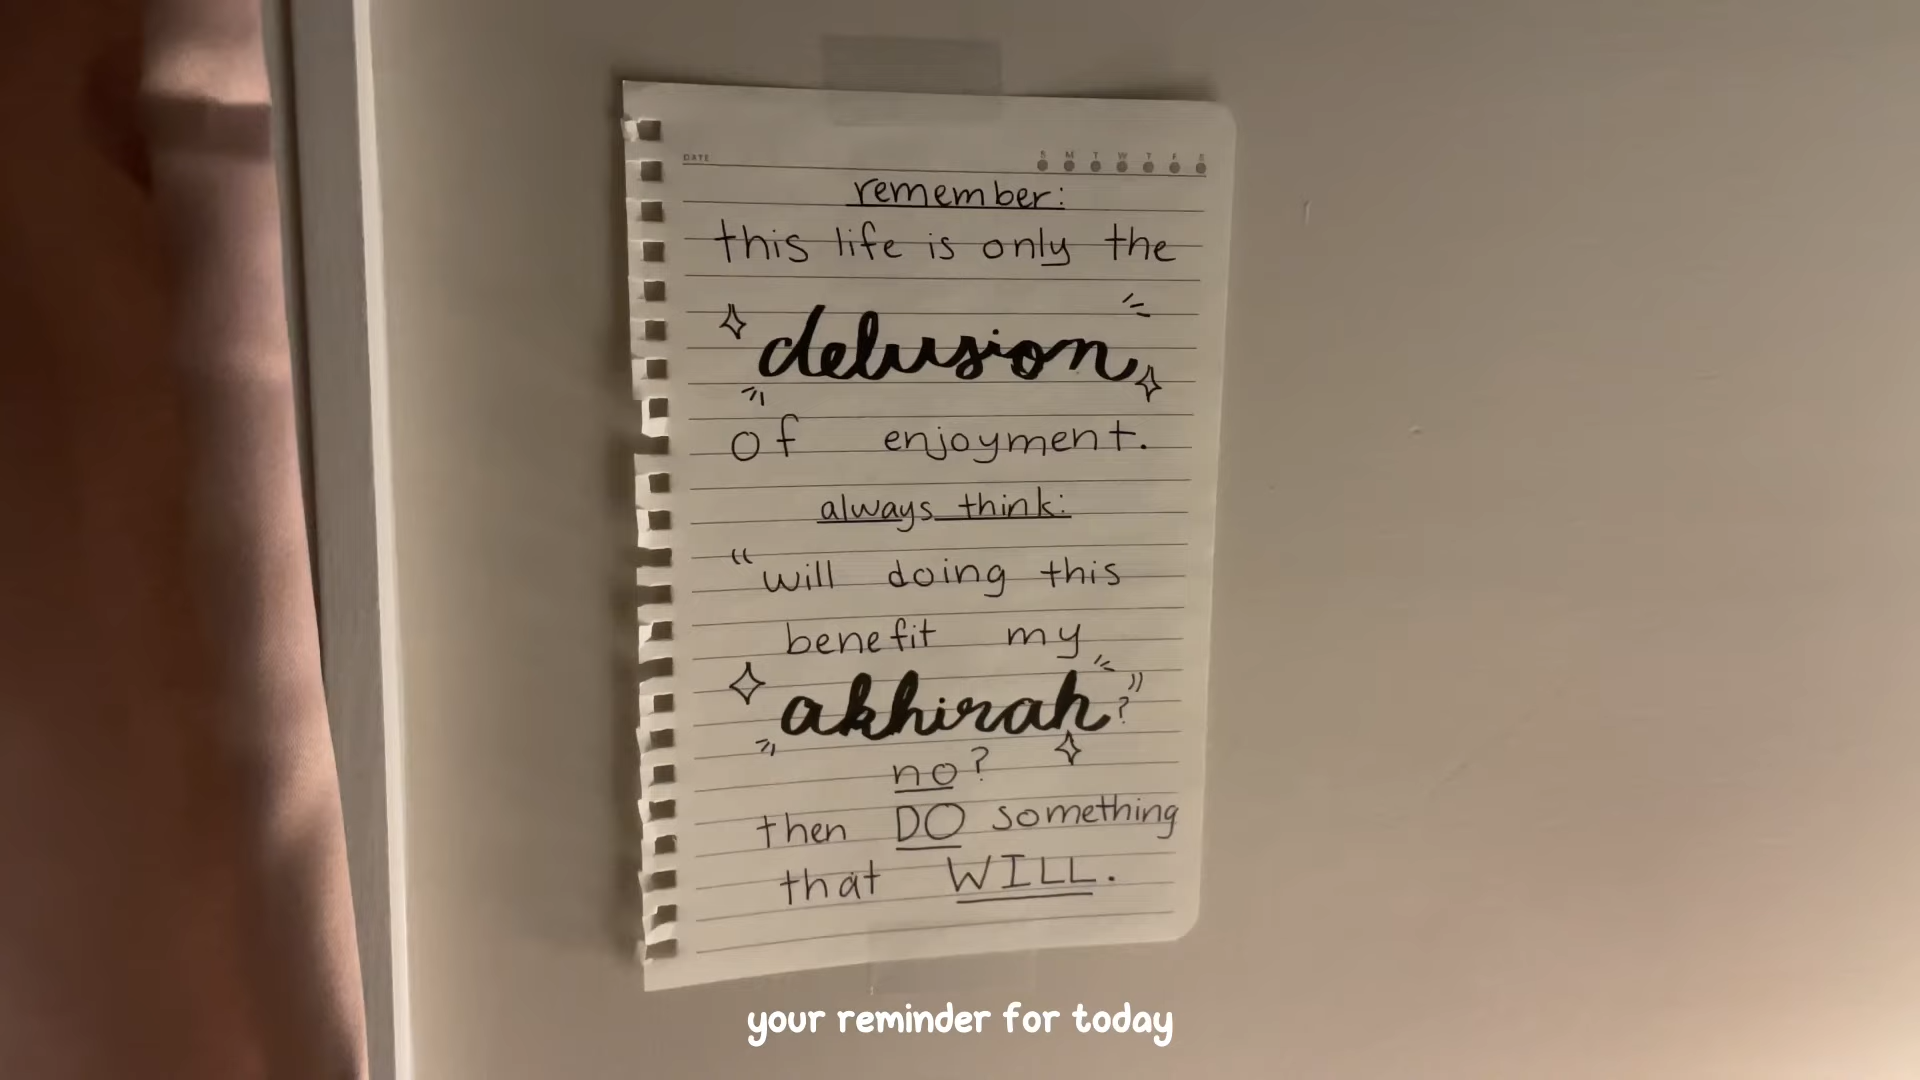 DATE
S M T W T F S
remember:
this life is only the
delusion
of enjoyment.
always think:
"will doing this
benefit my
akhirah?"
no?
then DO something
that WILL.
your reminder for today